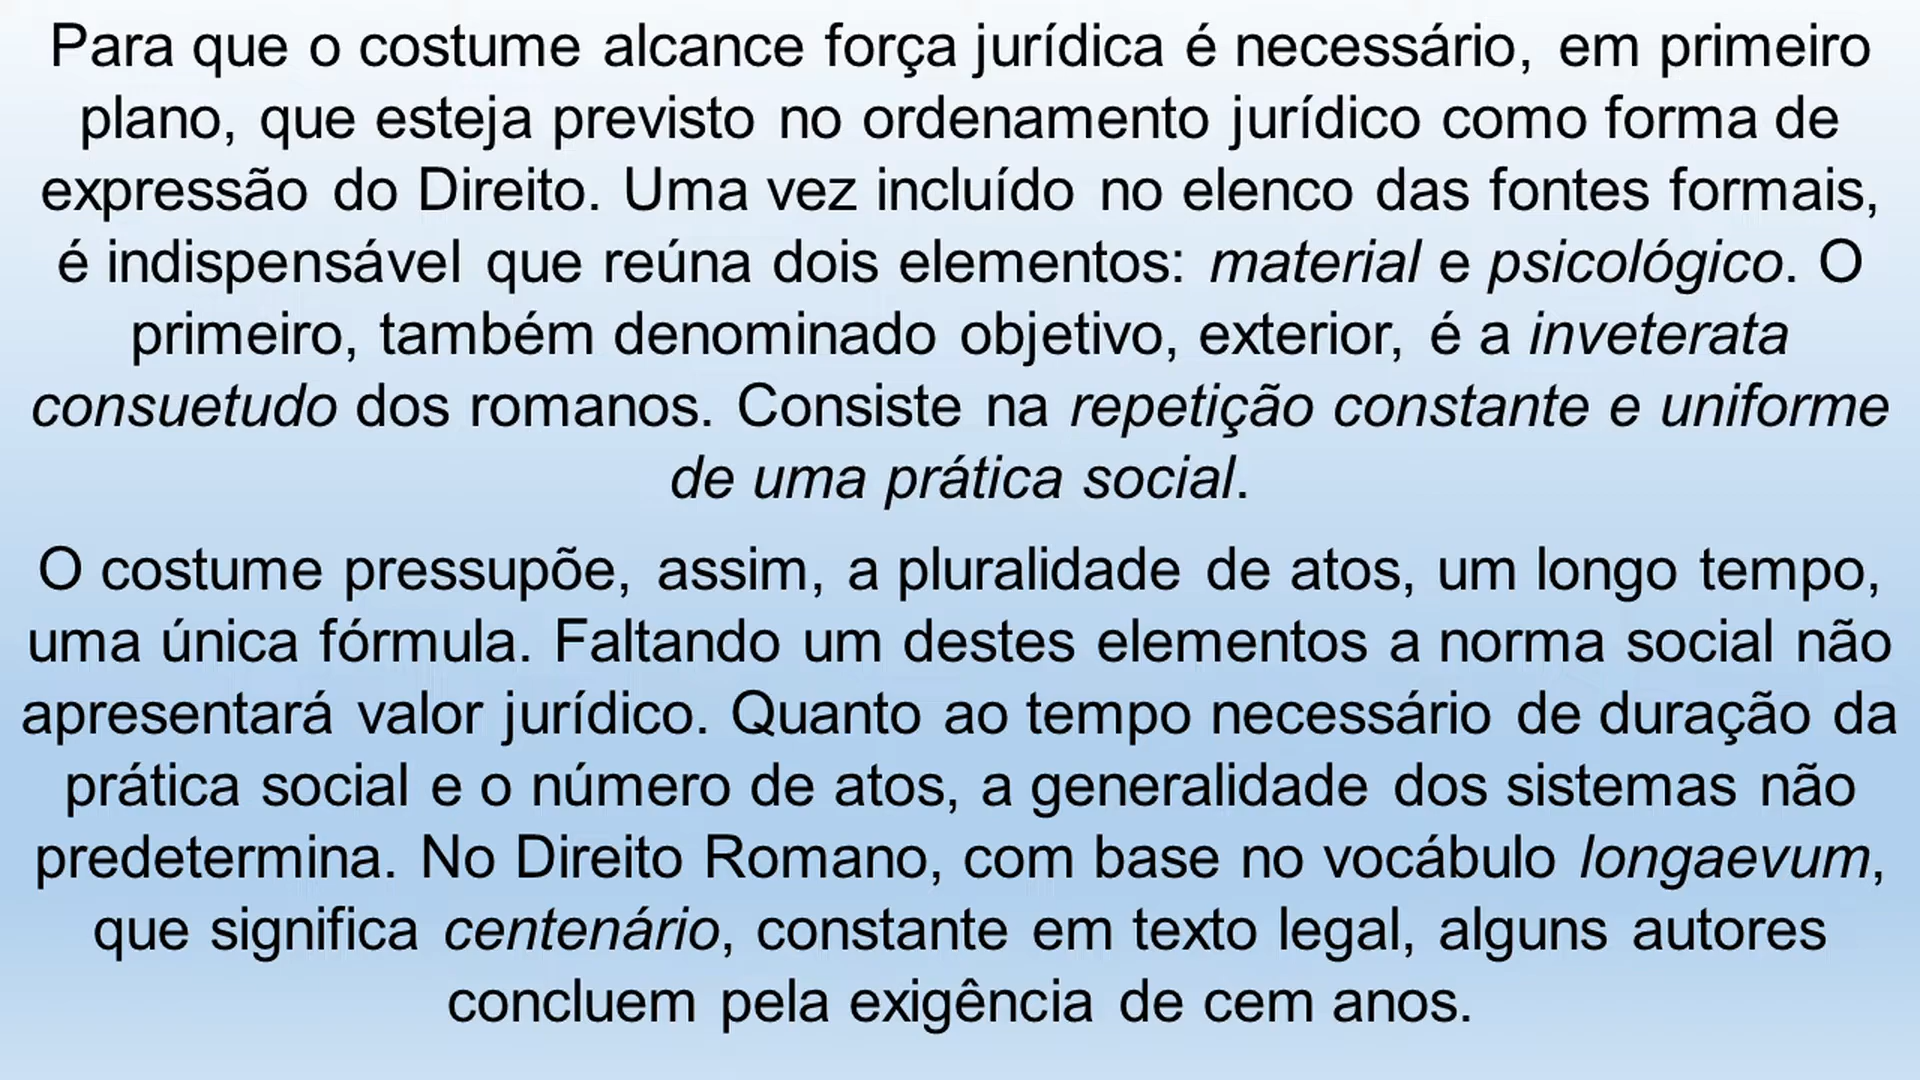 Para que o costume alcance força jurídica é necessário, em primeiro
plano, que esteja previsto no ordenamento jurídico como forma de
expressão do Direito. Uma vez incluído no elenco das fontes formais,
é indispensável que reúna dois elementos: material e psicológico. O
primeiro, também denominado objetivo, exterior, é a inveterata
consuetudo dos romanos. Consiste na repetição constante e uniforme
de uma prática social.
O costume pressupõe, assim, a pluralidade de atos, um longo tempo,
uma única fórmula. Faltando um destes elementos a norma social não
apresentará valor jurídico. Quanto ao tempo necessário de duração da
prática social e o número de atos, a generalidade dos sistemas não
predetermina. No Direito Romano, com base no vocábulo longaevum,
que significa centenário, constante em texto legal, alguns autores
concluem pela exigência de cem anos.